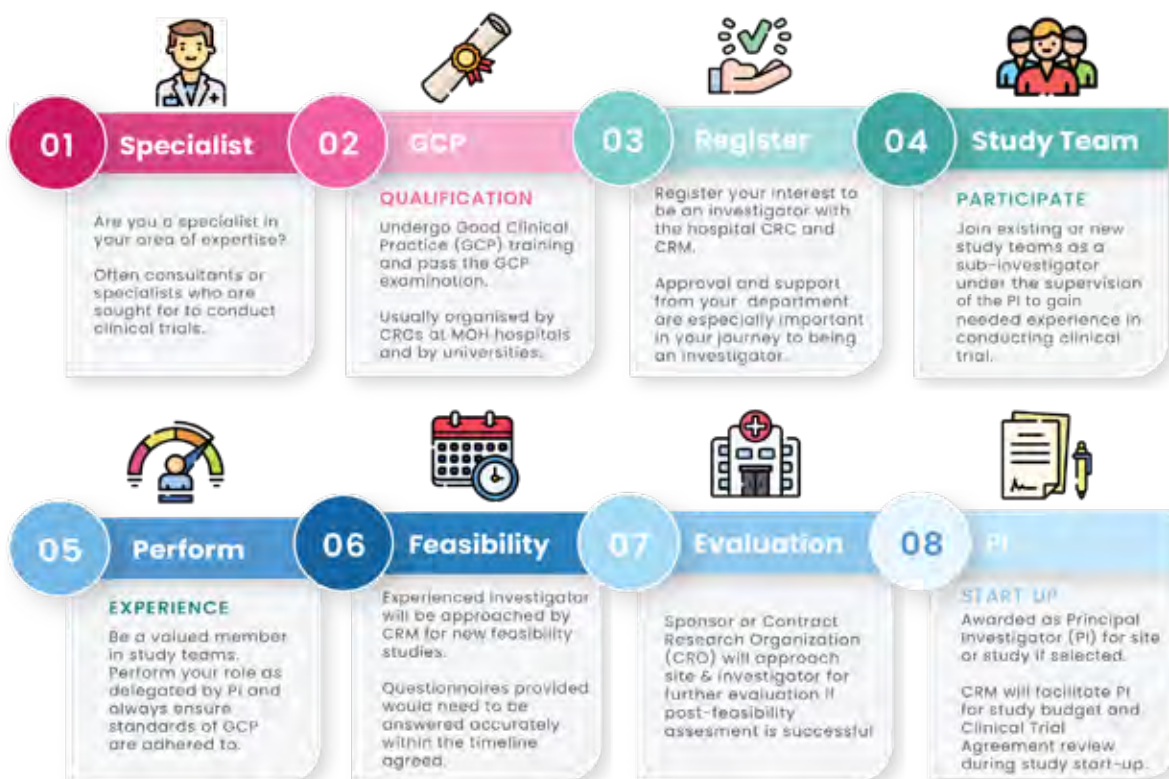 01 Specialist
Are you a specialist in
your area of expertise?
Often consultants or
specialists who are
sought for to conduct
clinical trials.
02 GCP
QUALIFICATION
Undergo Good Clinical
Practice (GCP) training
and pass the GCP
examination.
Usually organised by
CRCs at MOH hospitals
and by universities.
03 Register
Register your interest to
be an investigator with
the hospital CRC and
CRM.
Approval and support
from your department
are especially important
in your journey to being
an investigator.
04 Study Team
PARTICIPATE
Join existing or new
study teams as a
sub-investigator
under the supervision
of the PI to gain
needed experience in
conducting clinical
trial.
05 Perform
EXPERIENCE
Be a valued member
in study teams.
Perform your role as
delegated by PI and
always ensure
standards of GCP
are adhered to.
06 Feasibility
Experienced investigator
will be approached by
CRM for new feasibility
studies.
Questionnaires provided
would need to be
answered accurately
within the timeline
agreed.
07 Evaluation
Sponsor or Contract
Research Organization
(CRO) will approach
site & investigator for
further evaluation if
post-feasibility
assesment is successful
08 PI
START UP
Awarded as Principal
Investigator (PI) for site
or study if selected.
CRM will facilitate PI
for study budget and
Clinical Trial
Agreement review
during study start-up.